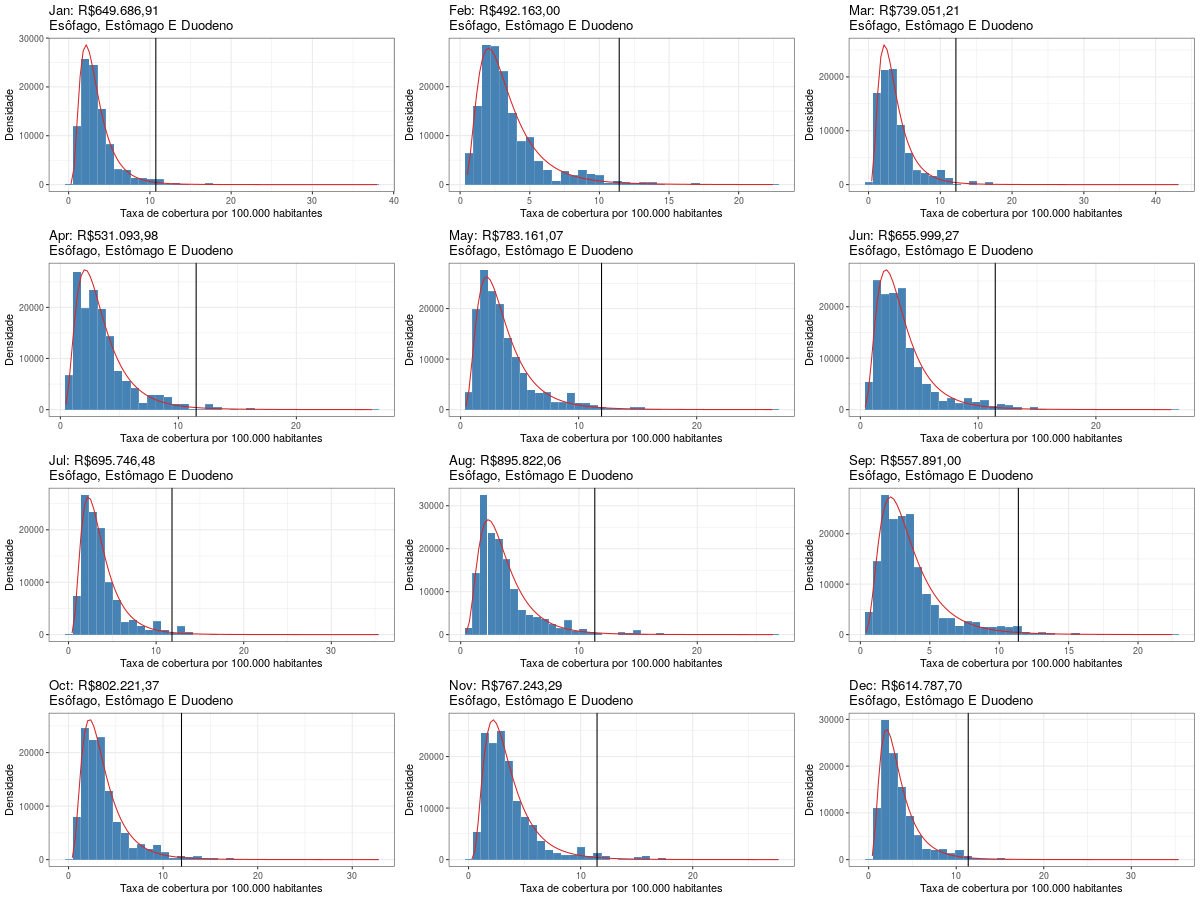 Jan: R$649.686,91
Esôfago, Estômago E Duodeno
30000
20000
10000
0
Densidade
0 10 20 30 40
Taxa de cobertura por 100.000 habitantes
Feb: R$492.163,00
Esôfago, Estômago E Duodeno
20000
10000
0
Densidade
0 5 10 15 20
Taxa de cobertura por 100.000 habitantes
Mar: R$739.051,21
Esôfago, Estômago E Duodeno
20000
10000
0
Densidade
0 10 20 30 40
Taxa de cobertura por 100.000 habitantes
Apr: R$531.093,98
Esôfago, Estômago E Duodeno
20000
10000
0
Densidade
0 10 20
Taxa de cobertura por 100.000 habitantes
May: R$783.161,07
Esôfago, Estômago E Duodeno
20000
10000
0
Densidade
0 10 20
Taxa de cobertura por 100.000 habitantes
Jun: R$655.999,27
Esôfago, Estômago E Duodeno
20000
10000
0
Densidade
0 10 20
Taxa de cobertura por 100.000 habitantes
Jul: R$695.746,48
Esôfago, Estômago E Duodeno
20000
10000
0
Densidade
0 10 20 30
Taxa de cobertura por 100.000 habitantes
Aug: R$895.822,06
Esôfago, Estômago E Duodeno
30000
20000
10000
0
Densidade
0 10 20
Taxa de cobertura por 100.000 habitantes
Sep: R$557.891,00
Esôfago, Estômago E Duodeno
20000
10000
0
Densidade
0 5 10 15 20
Taxa de cobertura por 100.000 habitantes
Oct: R$802.221,37
Esôfago, Estômago E Duodeno
20000
10000
0
Densidade
0 10 20 30
Taxa de cobertura por 100.000 habitantes
Nov: R$767.243,29
Esôfago, Estômago E Duodeno
20000
10000
0
Densidade
0 10 20
Taxa de cobertura por 100.000 habitantes
Dec: R$614.787,70
Esôfago, Estômago E Duodeno
30000
20000
10000
0
Densidade
0 10 20 30
Taxa de cobertura por 100.000 habitantes